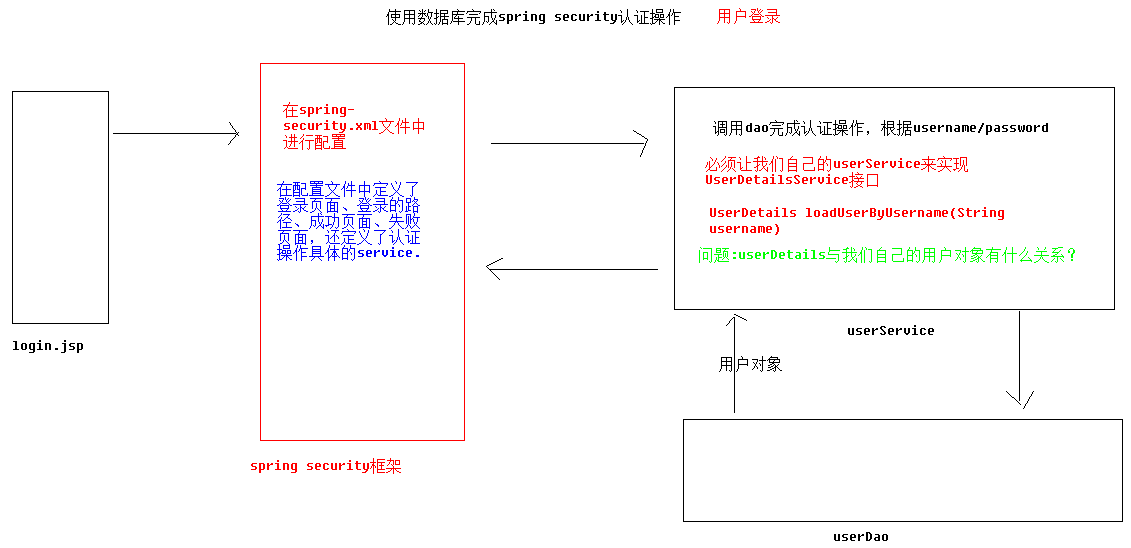 使用数据库完成spring security认证操作 用户登录
在spring-
security.xml文件中
进行配置
在配置文件中定义了
登录页面、登录的路
径、成功页面、失败
页面，还定义了认证
操作具体的service.
login.jsp
spring security框架
调用dao完成认证操作，根据username/password
必须让我们自己的userService来实现
UserDetailsService接口
UserDetails loadUserByUsername(String
username)
问题:userDetails与我们自己的用户对象有什么关系？
userService
用户对象
userDao